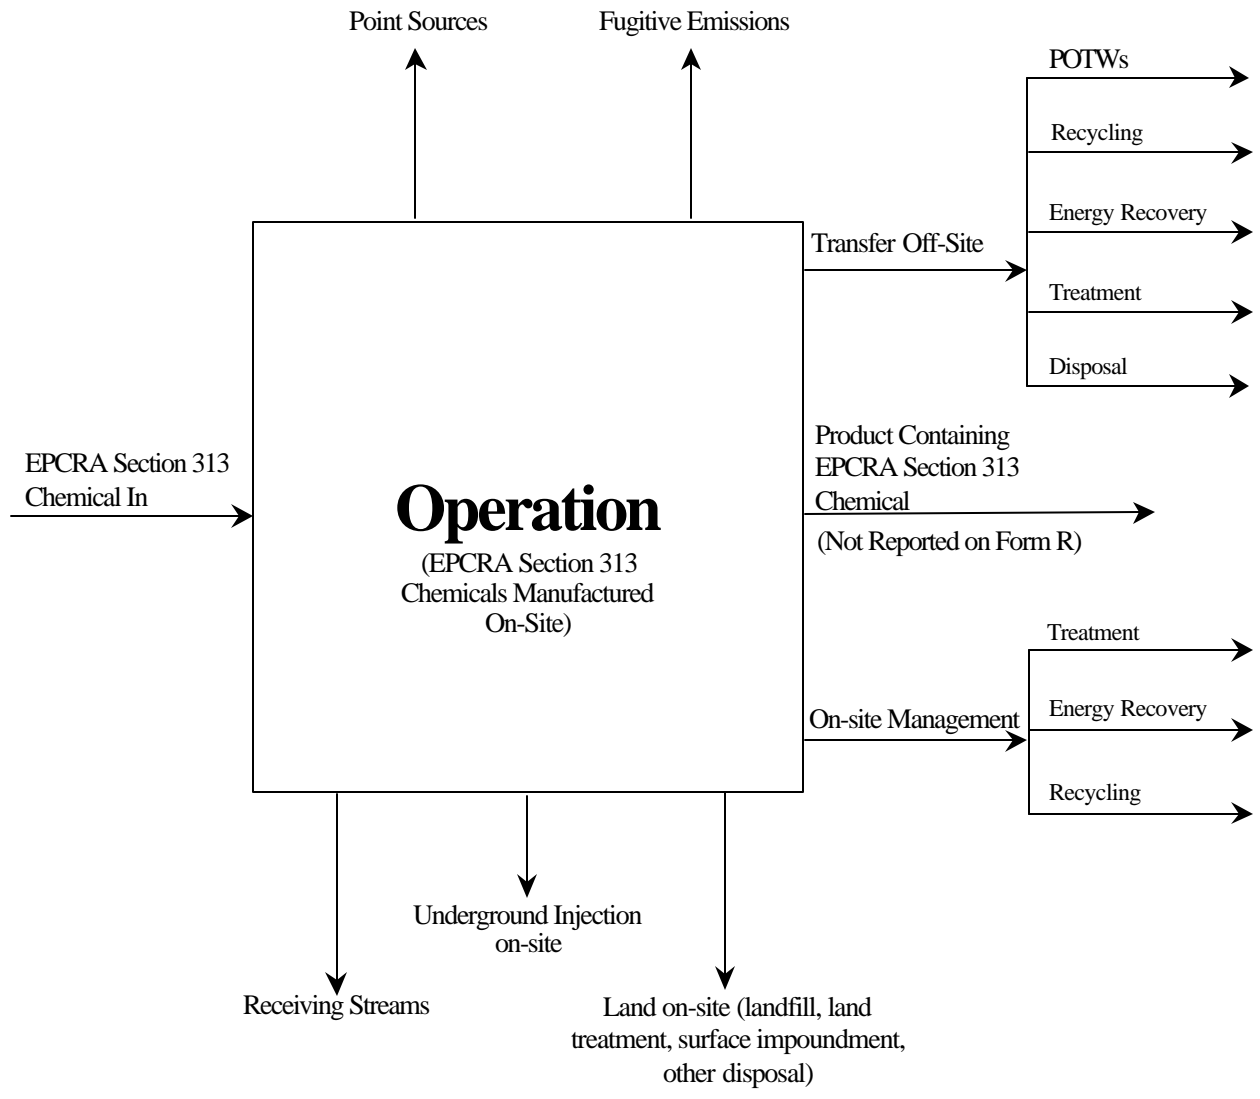 Point Sources
Fugitive Emissions
POTWs
Recycling
Energy Recovery
Transfer Off-Site
Treatment
Disposal
Product Containing
EPCRA Section 313
Chemical
(Not Reported on Form R)
EPCRA Section 313
Chemical In
Operation
(EPCRA Section 313
Chemicals Manufactured
On-Site)
Treatment
On-site Management
Energy Recovery
Recycling
Underground Injection
on-site
Receiving Streams
Land on-site (landfill, land
treatment, surface impoundment,
other disposal)